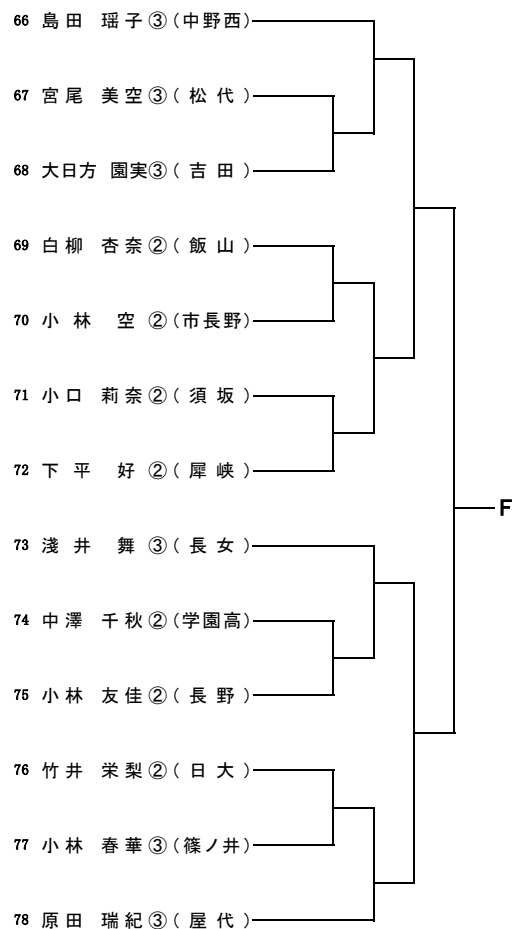 66 島田 瑶子③(中野西)
67 宮尾 美空③(松代)
68 大日方 園実③(吉田)
69 白柳 杏奈②(飯山)
70 小林 空②(市長野)
71 小口 莉奈②(須坂)
72 下平 好②(犀峡)
F
73 淺井 舞③(長女)
74 中澤 千秋②(学園高)
75 小林 友佳②(長野)
76 竹井 栄梨②(日大)
77 小林 春華③(篠ノ井)
78 原田 瑞紀③(屋代)